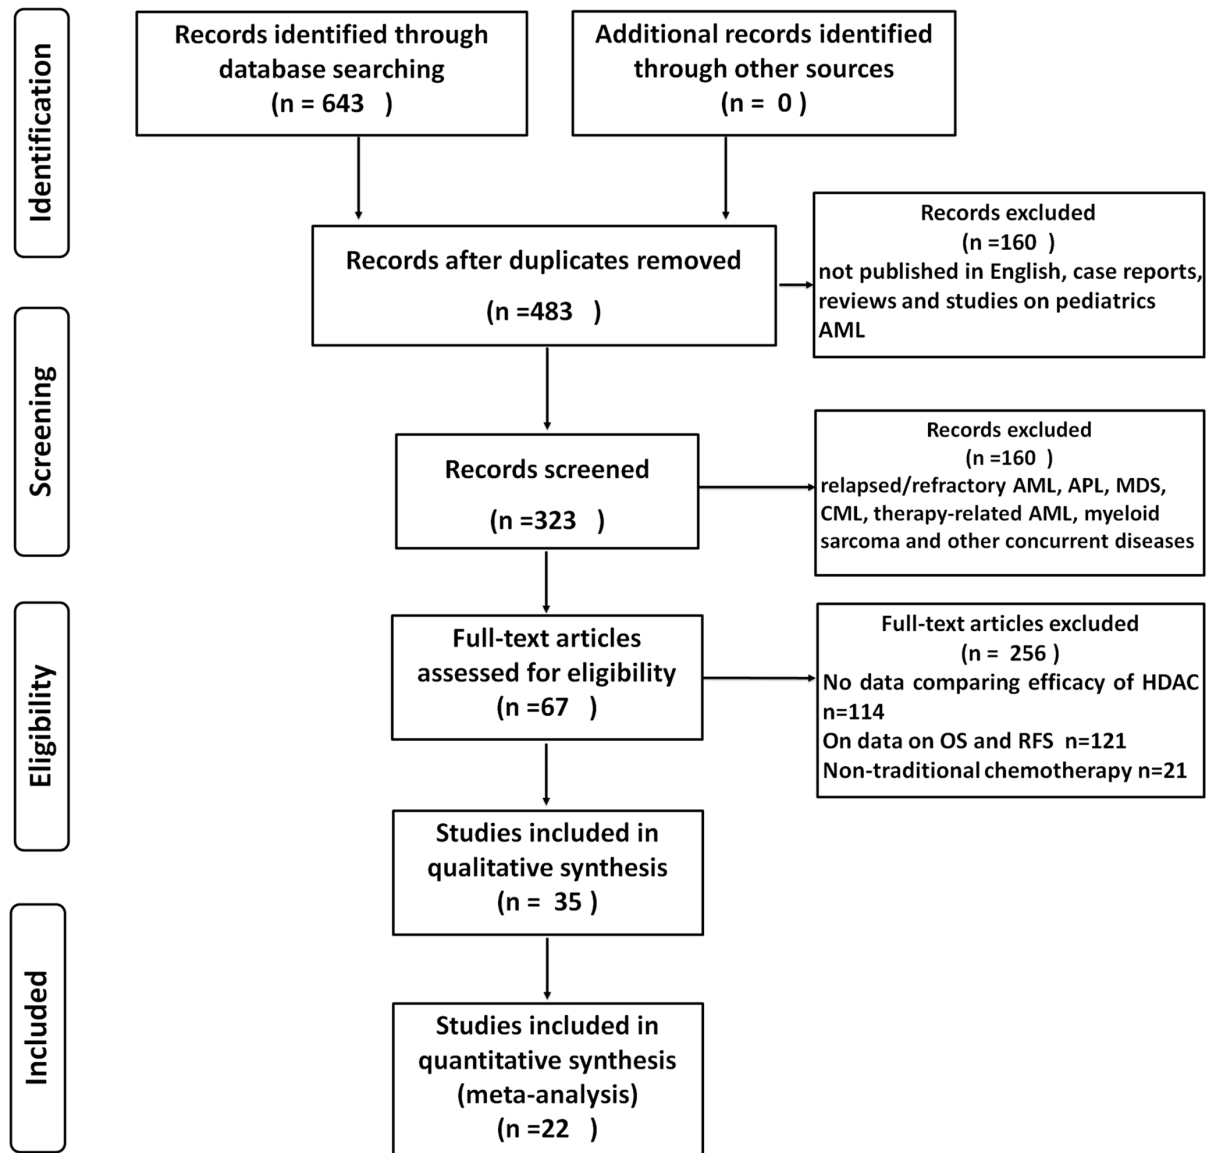 Identification
Records identified through
database searching
(n = 643 )
Additional records identified
through other sources
(n = 0 )
Records after duplicates removed
(n =483 )
Records excluded
(n =160 )
not published in English, case reports,
reviews and studies on pediatrics
AML
Screening
Records screened
(n =323 )
Records excluded
(n =160 )
relapsed/refractory AML, APL, MDS,
CML, therapy-related AML, myeloid
sarcoma and other concurrent diseases
Eligibility
Full-text articles
assessed for eligibility
(n =67 )
Full-text articles excluded
(n = 256 )
No data comparing efficacy of HDAC
n=114
On data on OS and RFS n=121
Non-traditional chemotherapy n=21
Studies included in
qualitative synthesis
(n = 35 )
Included
Studies included in
quantitative synthesis
(meta-analysis)
(n =22 )